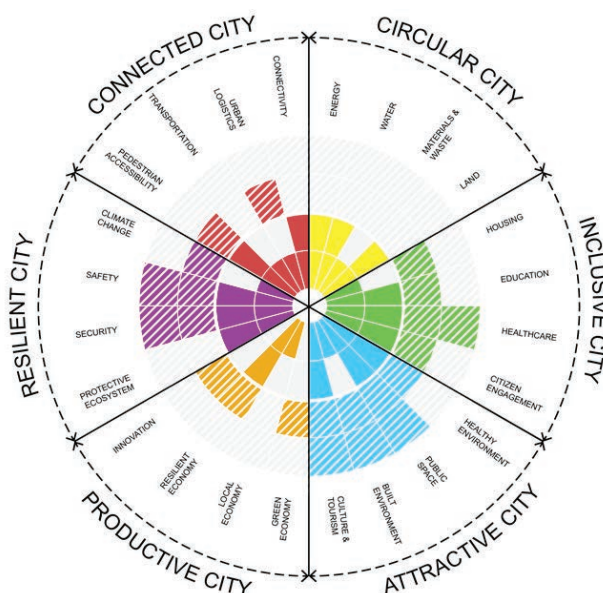 CONNECTED CITY
CIRCULAR CITY
INCLUSIVE CITY
ATTRACTIVE CITY
PRODUCTIVE CITY
RESILIENT CITY
ENERGY
WATER
MATERIALS &
WASTE
LAND
HOUSING
EDUCATION
HEALTHCARE
CITIZEN
ENGAGEMENT
HEALTHY
ENVIRONMENT
PUBLIC
SPACE
BUILT
ENVIRONMENT
CULTURE &
TOURISM
GREEN
ECONOMY
LOCAL
ECONOMY
RESILIENT
ECONOMY
INNOVATION
PROTECTIVE
ECOSYSTEM
SECURITY
SAFETY
CLIMATE
CHANGE
PEDESTRIAN
ACCESSIBILITY
TRANSPORTATION
URBAN
LOGISTICS
CONNECTIVITY